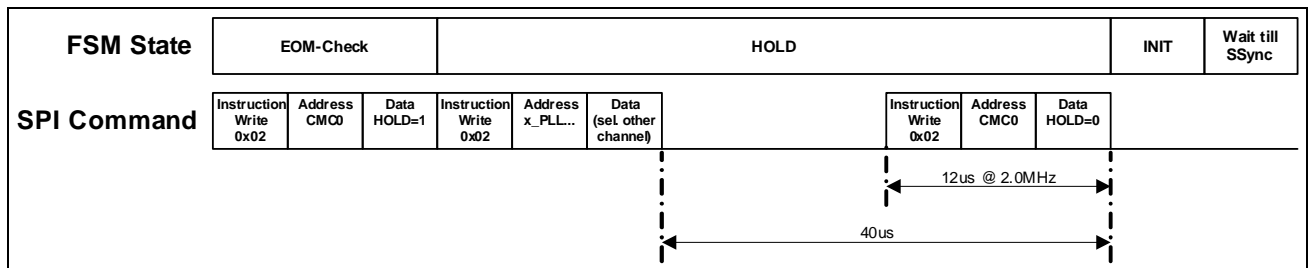 FSM State
EOM-Check
HOLD
INIT
Wait till
SSync
SPI Command
Instruction
Write
0x02
Address
CMC0
Data
HOLD=1
Instruction
Write
0x02
Address
x_PLL...
Data
(sel. other
channel)
Instruction
Write
0x02
Address
CMC0
Data
HOLD=0
12us @ 2.0MHz
40us